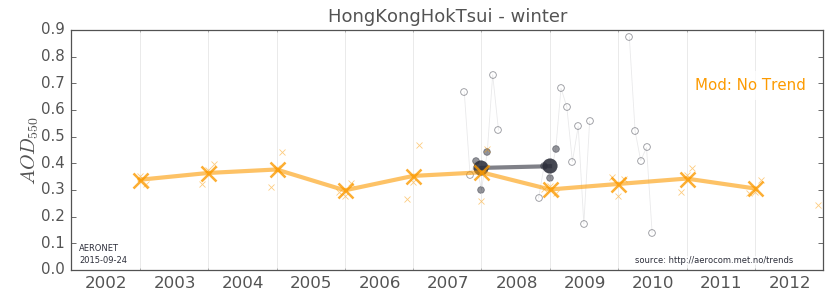 HongKongHokTsui - winter
0.9
0.8
0.7
0.6
0.5
0.4
0.3
0.2
0.1
0.0
AOD550
Mod: No Trend
AERONET
2015-09-24
source: http://aerocom.met.no/trends
2002 2003 2004 2005 2006 2007 2008 2009 2010 2011 2012